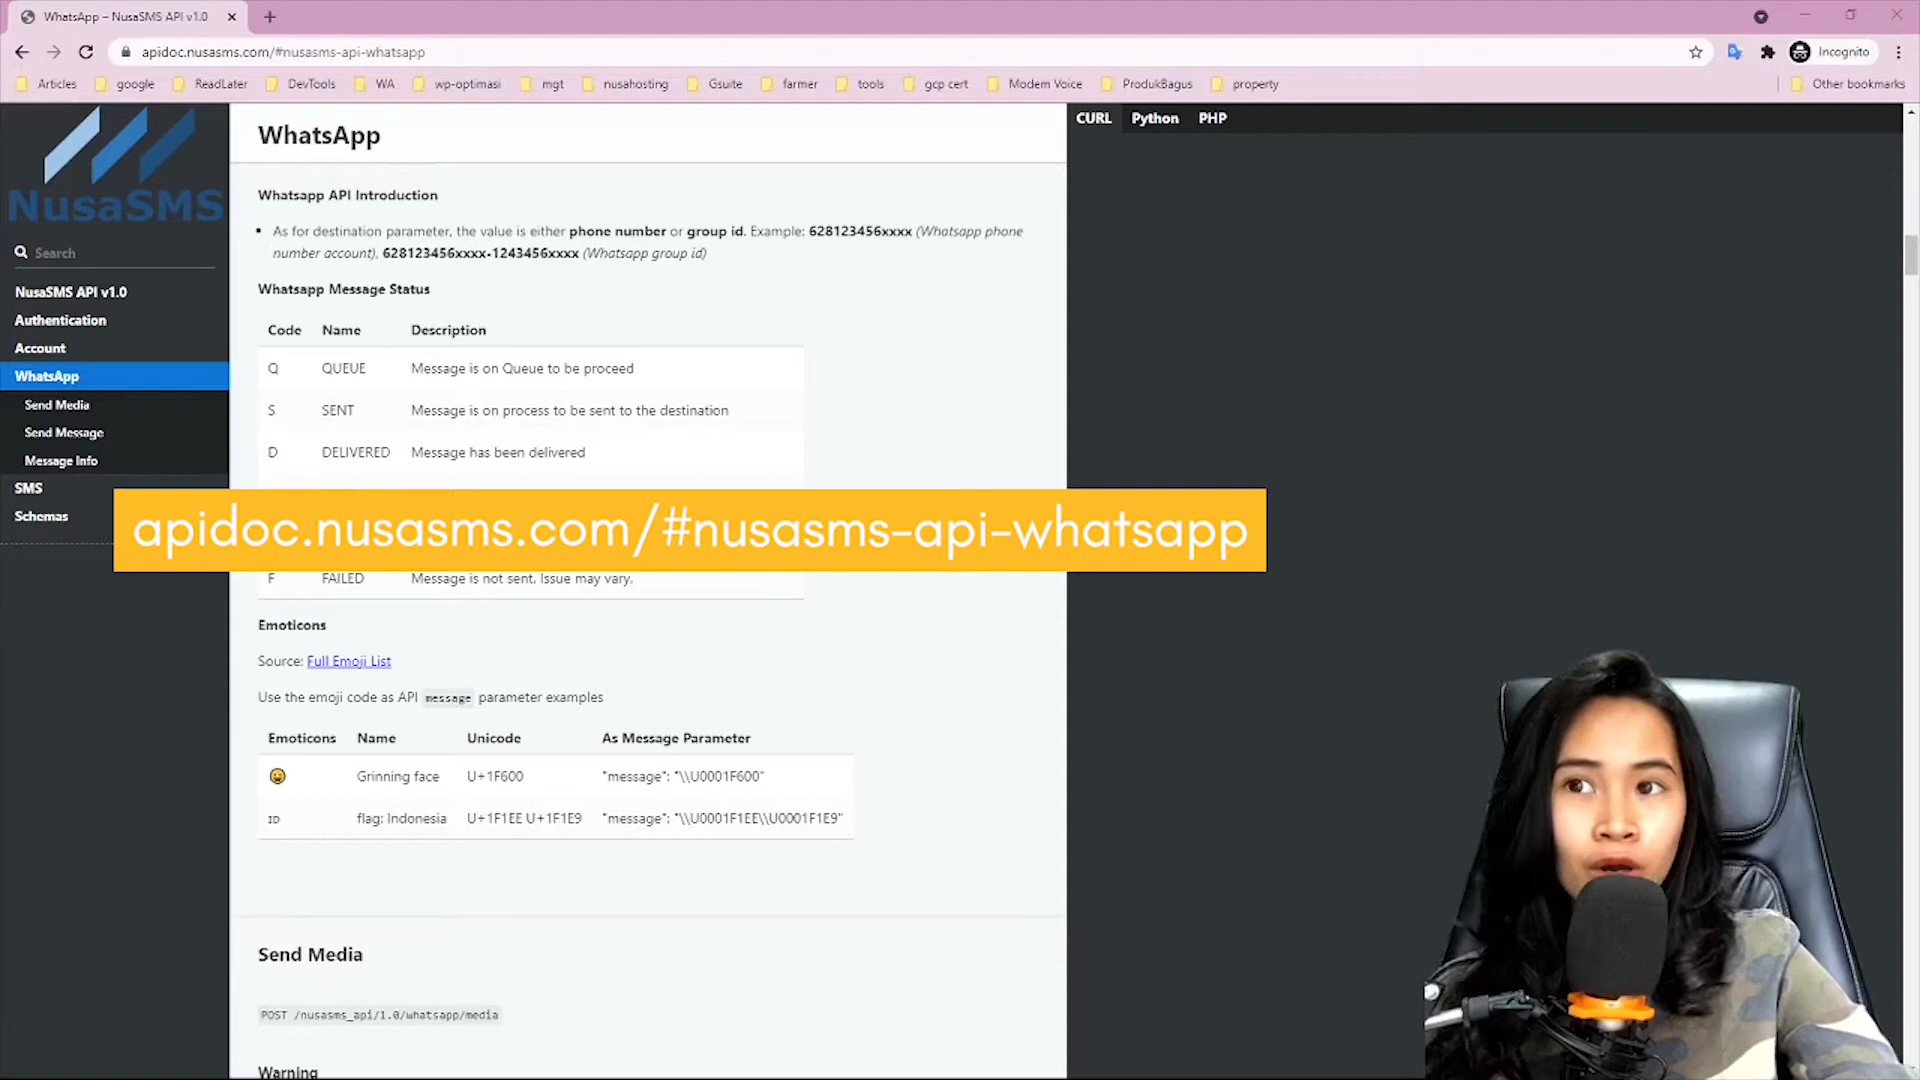 WhatsApp – NusaSMS API v1.0
apidoc.nusasms.com/#nusasms-api-whatsapp
Incognito
Articles google ReadLater DevTools WA wp-optimasi mgt nusahosting Gsuite farmer tools gcp cert Modem Voice ProdukBagus property Other bookmarks
NusaSMS
Search
NusaSMS API v1.0
Authentication
Account
WhatsApp
Send Media
Send Message
Message Info
SMS
Schemas
WhatsApp
Whatsapp API Introduction
As for destination parameter, the value is either phone number or group id. Example: 628123456xxxx (Whatsapp phone
number account), 628123456xxxx-1243456xxxx (Whatsapp group id)
Whatsapp Message Status
Code Name Description
Q QUEUE Message is on Queue to be proceed
S SENT Message is on process to be sent to the destination
D DELIVERED Message has been delivered
apidoc.nusasms.com/#nusasms-api-whatsapp
F FAILED Message is not sent. Issue may vary.
Emoticons
Source: Full Emoji List
Use the emoji code as API message parameter examples
Emoticons Name Unicode As Message Parameter
Grinning face U+1F600 "message": "\\U0001F600"
ID flag: Indonesia U+1F1EE U+1F1E9 "message": "\\U0001F1EE\\U0001F1E9"
Send Media
POST /nusasms_api/1.0/whatsapp/media
Warning
CURL Python PHP